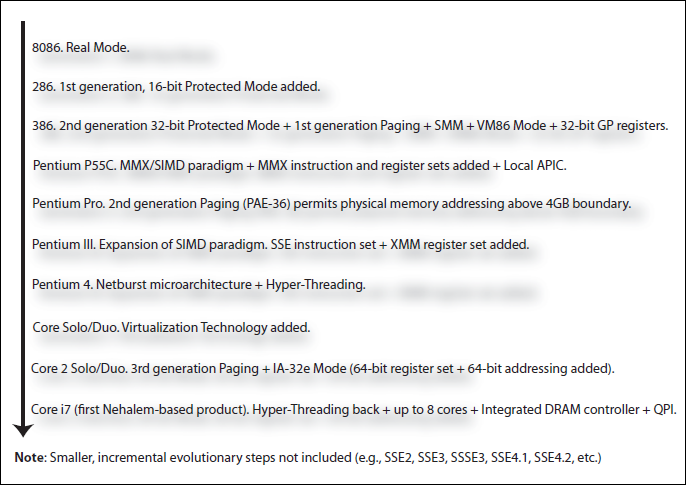 8086. Real Mode.
286. 1st generation, 16-bit Protected Mode added.
386. 2nd generation 32-bit Protected Mode + 1st generation Paging + SMM + VM86 Mode + 32-bit GP registers.
Pentium P55C. MMX/SIMD paradigm + MMX instruction and register sets added + Local APIC.
Pentium Pro. 2nd generation Paging (PAE-36) permits physical memory addressing above 4GB boundary.
Pentium III. Expansion of SIMD paradigm. SSE instruction set + XMM register set added.
Pentium 4. Netburst microarchitecture + Hyper-Threading.
Core Solo/Duo. Virtualization Technology added.
Core 2 Solo/Duo. 3rd generation Paging + IA-32e Mode (64-bit register set + 64-bit addressing added).
Core i7 (first Nehalem-based product). Hyper-Threading back + up to 8 cores + Integrated DRAM controller + QPI.
Note: Smaller, incremental evolutionary steps not included (e.g., SSE2, SSE3, SSSE3, SSE4.1, SSE4.2, etc.)